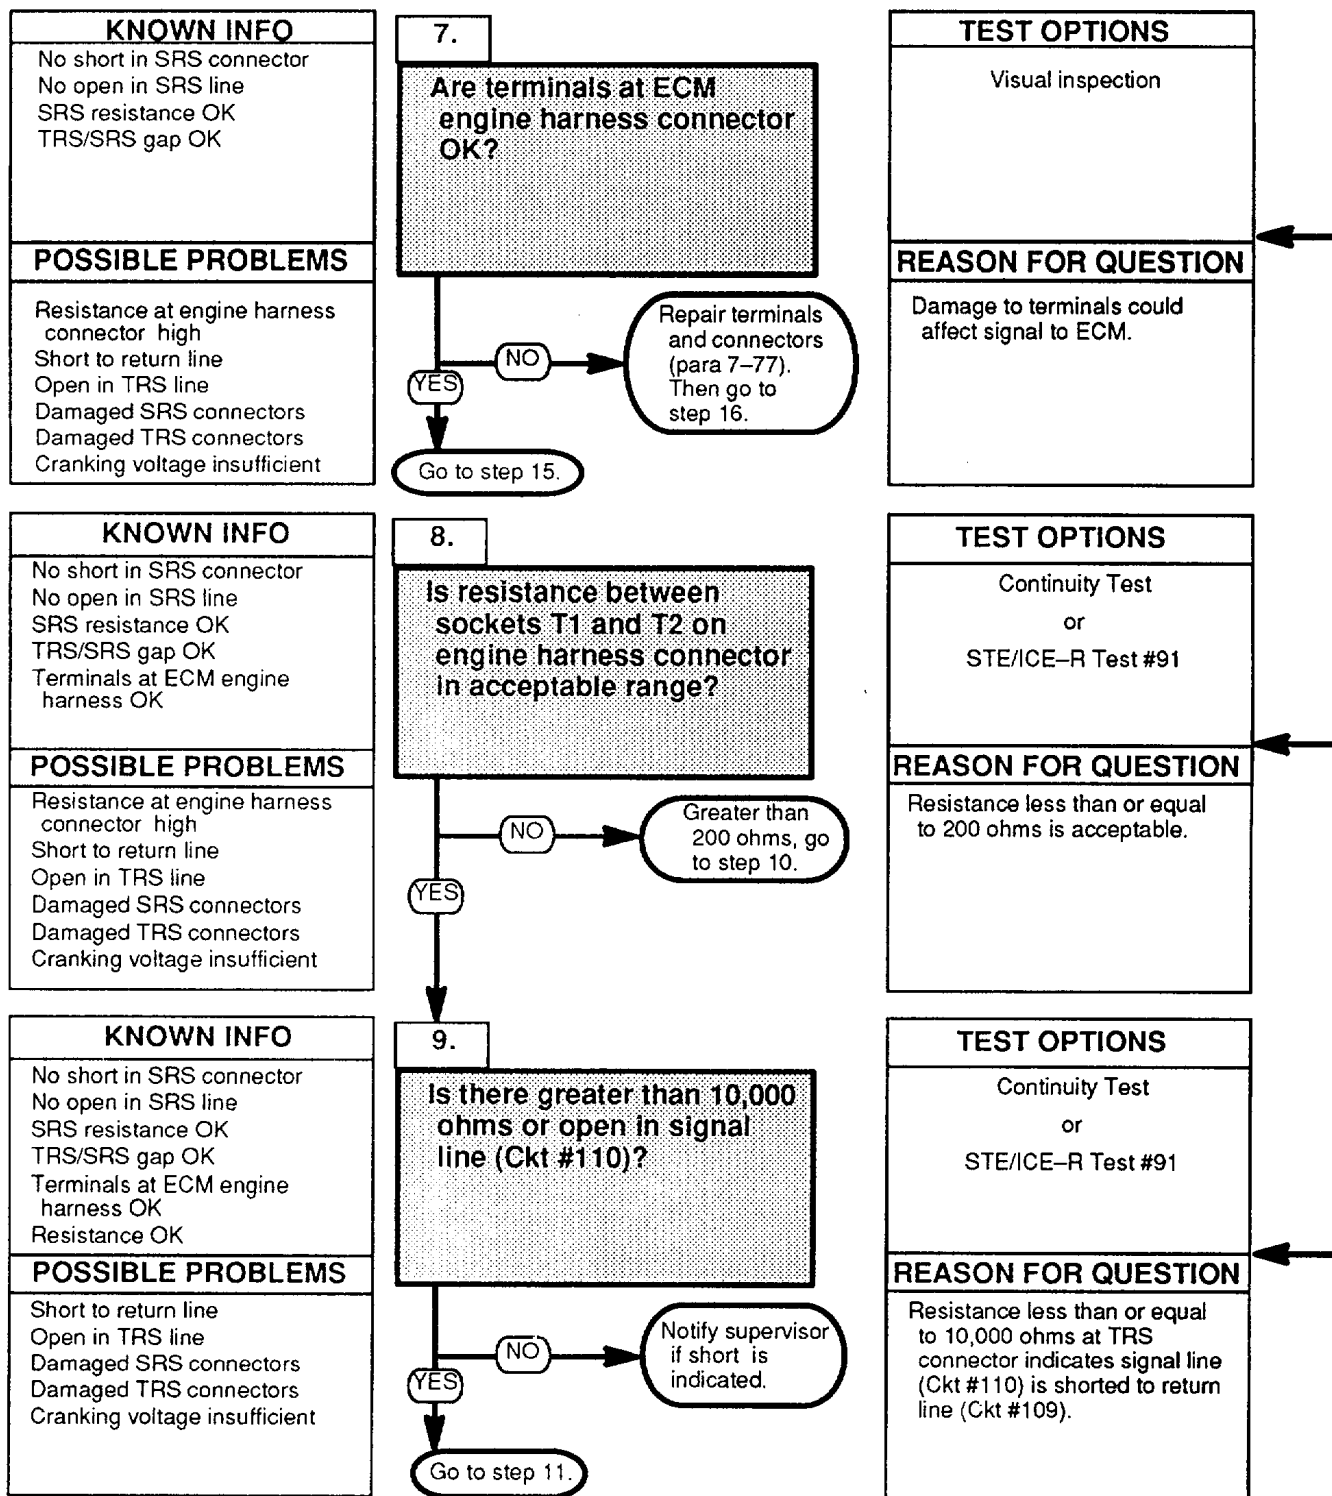 KNOWN INFO
No short in SRS connector
No open in SRS line
SRS resistance OK
TRS/SRS gap OK
POSSIBLE PROBLEMS
Resistance at engine harness
connector high
Short to return line
Open in TRS line
Damaged SRS connectors
Damaged TRS connectors
Cranking voltage insufficient
7.
Are terminals at ECM
engine harness connector
OK?
NO
Repair terminals
and connectors
(para 7–77).
Then go to
step 16.
YES
Go to step 15.
TEST OPTIONS
Visual inspection
REASON FOR QUESTION
Damage to terminals could
affect signal to ECM.
KNOWN INFO
No short in SRS connector
No open in SRS line
SRS resistance OK
TRS/SRS gap OK
Terminals at ECM engine
harness OK
POSSIBLE PROBLEMS
Resistance at engine harness
connector high
Short to return line
Open in TRS line
Damaged SRS connectors
Damaged TRS connectors
Cranking voltage insufficient
8.
Is resistance between
sockets T1 and T2 on
engine harness connector
in acceptable range?
NO
Greater than
200 ohms, go
to step 10.
YES
TEST OPTIONS
Continuity Test
or
STE/ICE–R Test #91
REASON FOR QUESTION
Resistance less than or equal
to 200 ohms is acceptable.
KNOWN INFO
No short in SRS connector
No open in SRS line
SRS resistance OK
TRS/SRS gap OK
Terminals at ECM engine
harness OK
Resistance OK
POSSIBLE PROBLEMS
Short to return line
Open in TRS line
Damaged SRS connectors
Damaged TRS connectors
Cranking voltage insufficient
9.
Is there greater than 10,000
ohms or open in signal
line (Ckt #110)?
NO
Notify supervisor
if short is
indicated.
YES
Go to step 11.
TEST OPTIONS
Continuity Test
or
STE/ICE–R Test #91
REASON FOR QUESTION
Resistance less than or equal
to 10,000 ohms at TRS
connector indicates signal line
(Ckt #110) is shorted to return
line (Ckt #109).